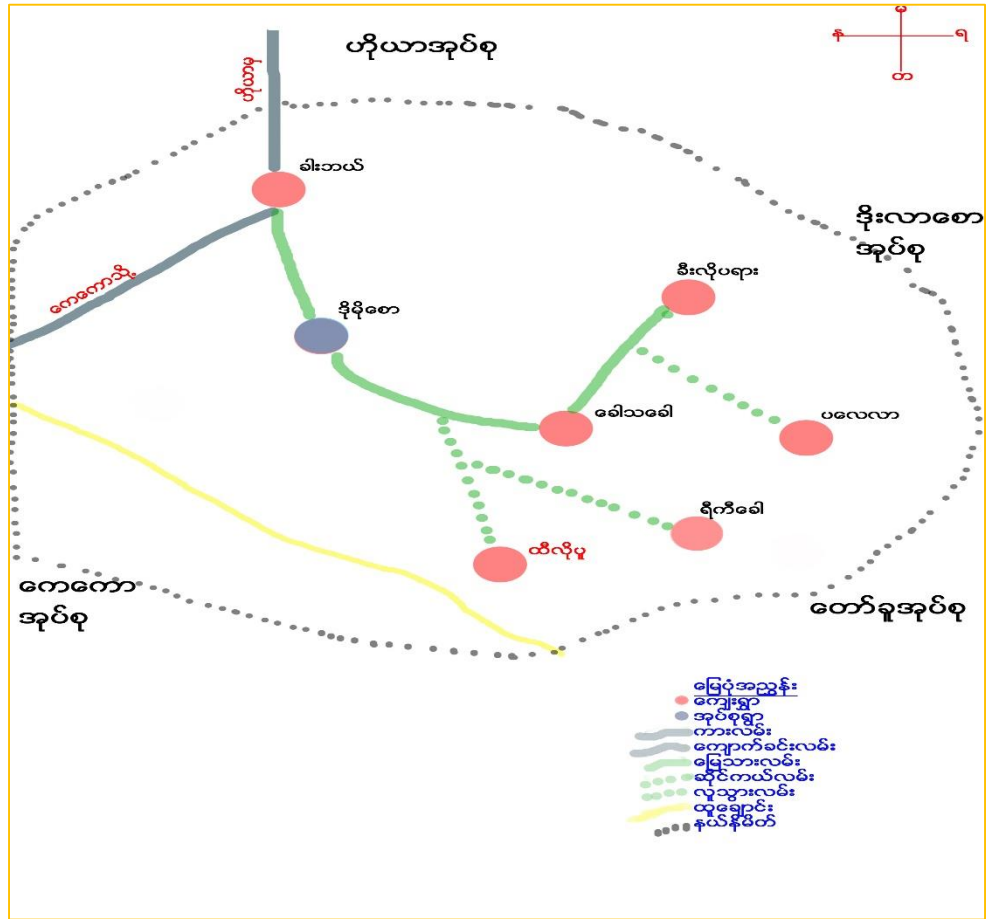 မ
ဟိုယာအုပ်စု
န
ရ
တ
ဘိုယာမှ
ခါးဘယ်
ဒိုးလာစော
အုပ်စု
ခီးလိုပရား
ကေကောသို့
ဒိုမိုစော
ခေါသခေါ
ပလေလာ
ရီကီခေါ်
ထီလိုပူ
ကေကော
အုပ်စု
တော်ခူအုပ်စု
မြေပုံအညွှန်း
ကျေးရွာ
အုပ်စုရွာ
ကားလမ်း
ကျောက်ခင်းလမ်း
မြေသားလမ်း
ဆိုင်ကယ်လမ်း
လူသွားလမ်း
ထူချောင်း
နယ်နိမိတ်